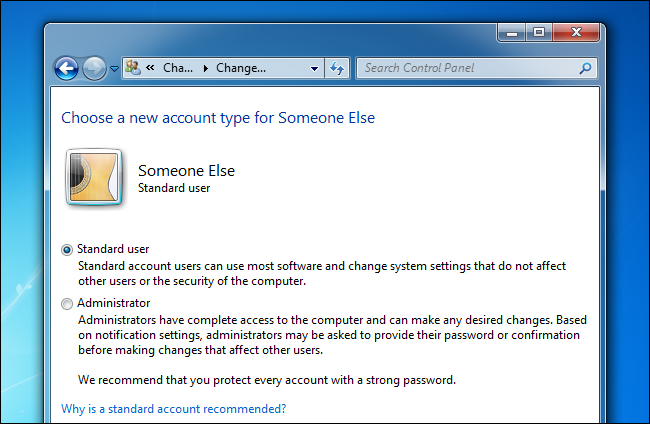 « Cha... Change... Search Control Panel
Choose a new account type for Someone Else
Someone Else
Standard user
Standard user
Standard account users can use most software and change system settings that do not affect
other users or the security of the computer.
Administrator
Administrators have complete access to the computer and can make any desired changes. Based
on notification settings, administrators may be asked to provide their password or confirmation
before making changes that affect other users.
We recommend that you protect every account with a strong password.
Why is a standard account recommended?